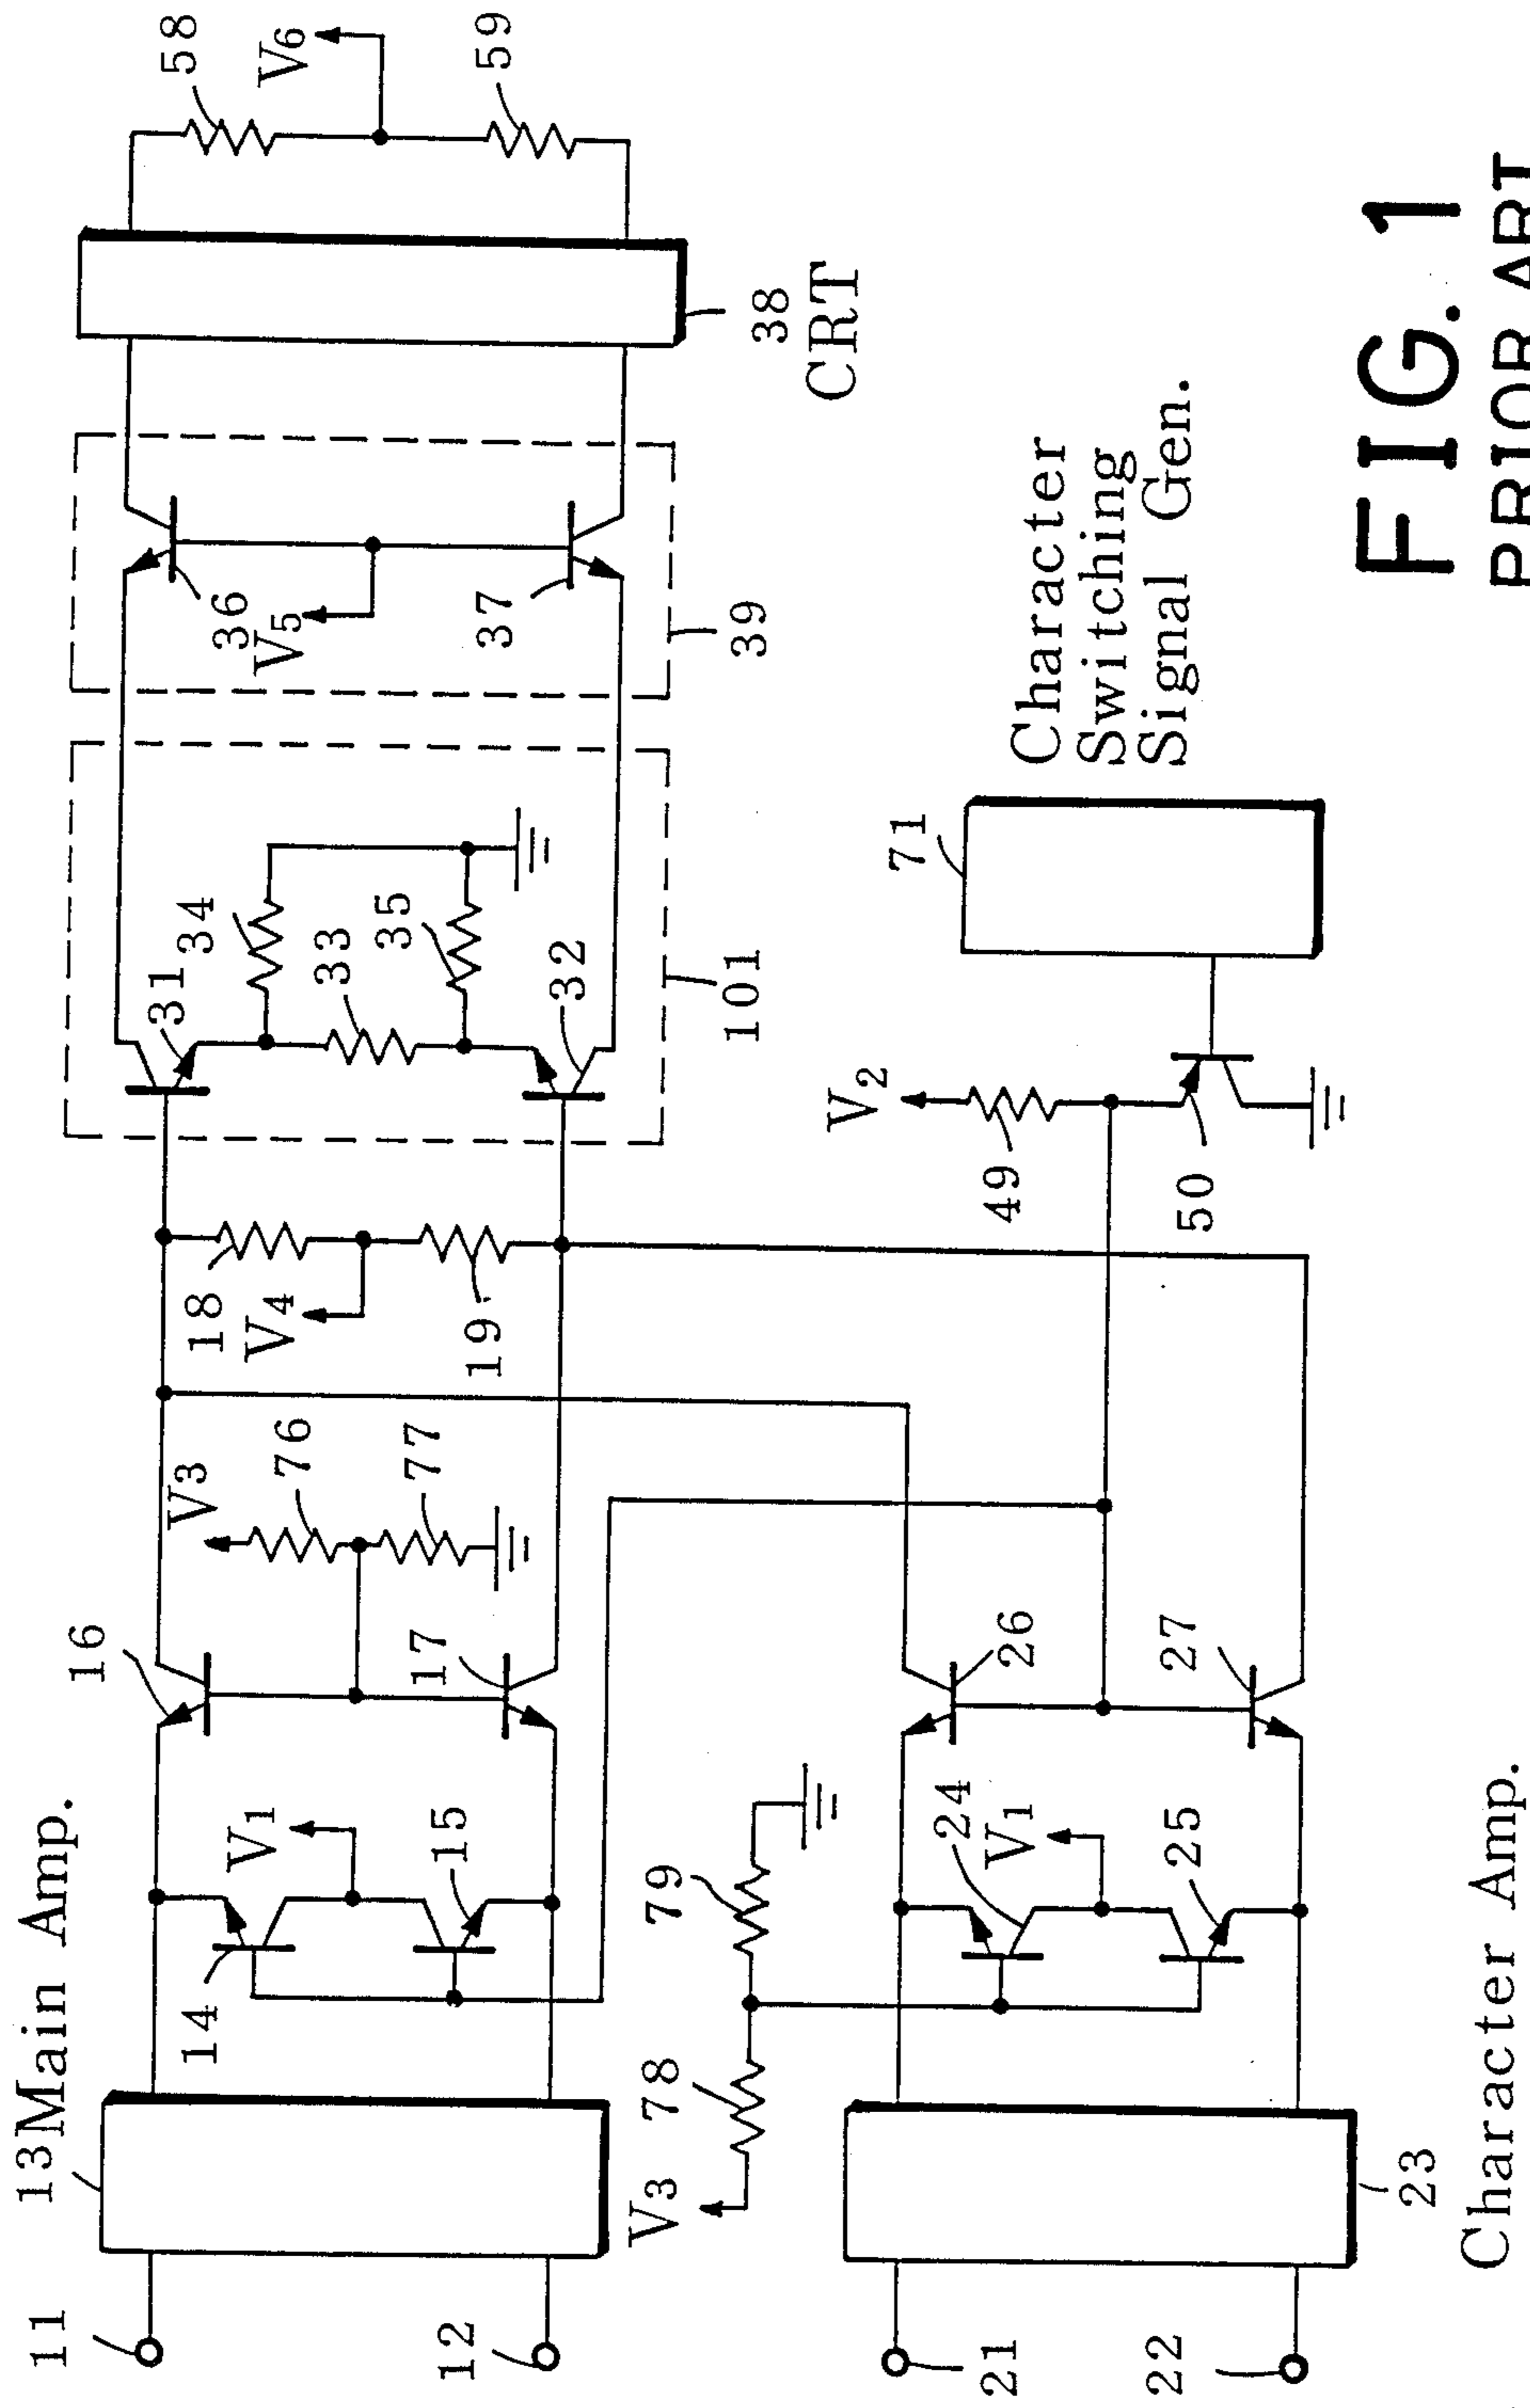 58
V6
59
38
CRT
36
V5
37
39
31
34
33
35
32
101
Character
Switching
Signal Gen.
71
V2
49
50
18
V4
19
V3
76
77
16
17
26
27
14
V1
15
79
24
V1
25
13 Main Amp.
V3
78
23
Character Amp.
11
12
21
22
FIG. 1
PRIOR ART